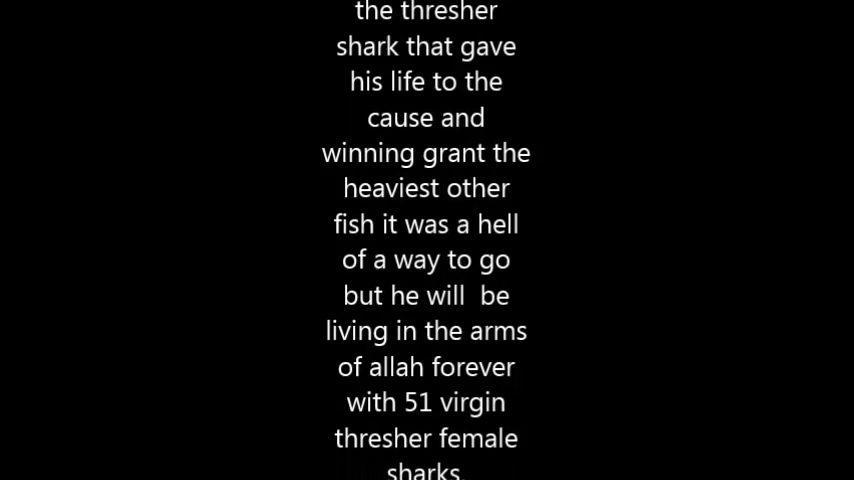 the thresher
shark that gave
his life to the
cause and
winning grant the
heaviest other
fish it was a hell
of a way to go
but he will  be
living in the arms
of allah forever
with 51 virgin
thresher female
sharks.